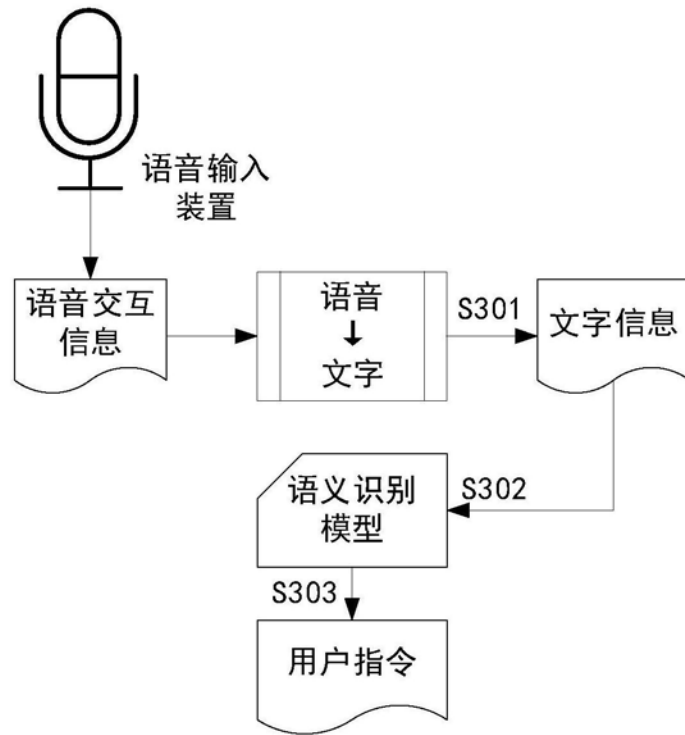 语音输入
装置
语音交互
信息
语音
↓
文字
S301
文字信息
S302
语义识别
模型
S303
用户指令